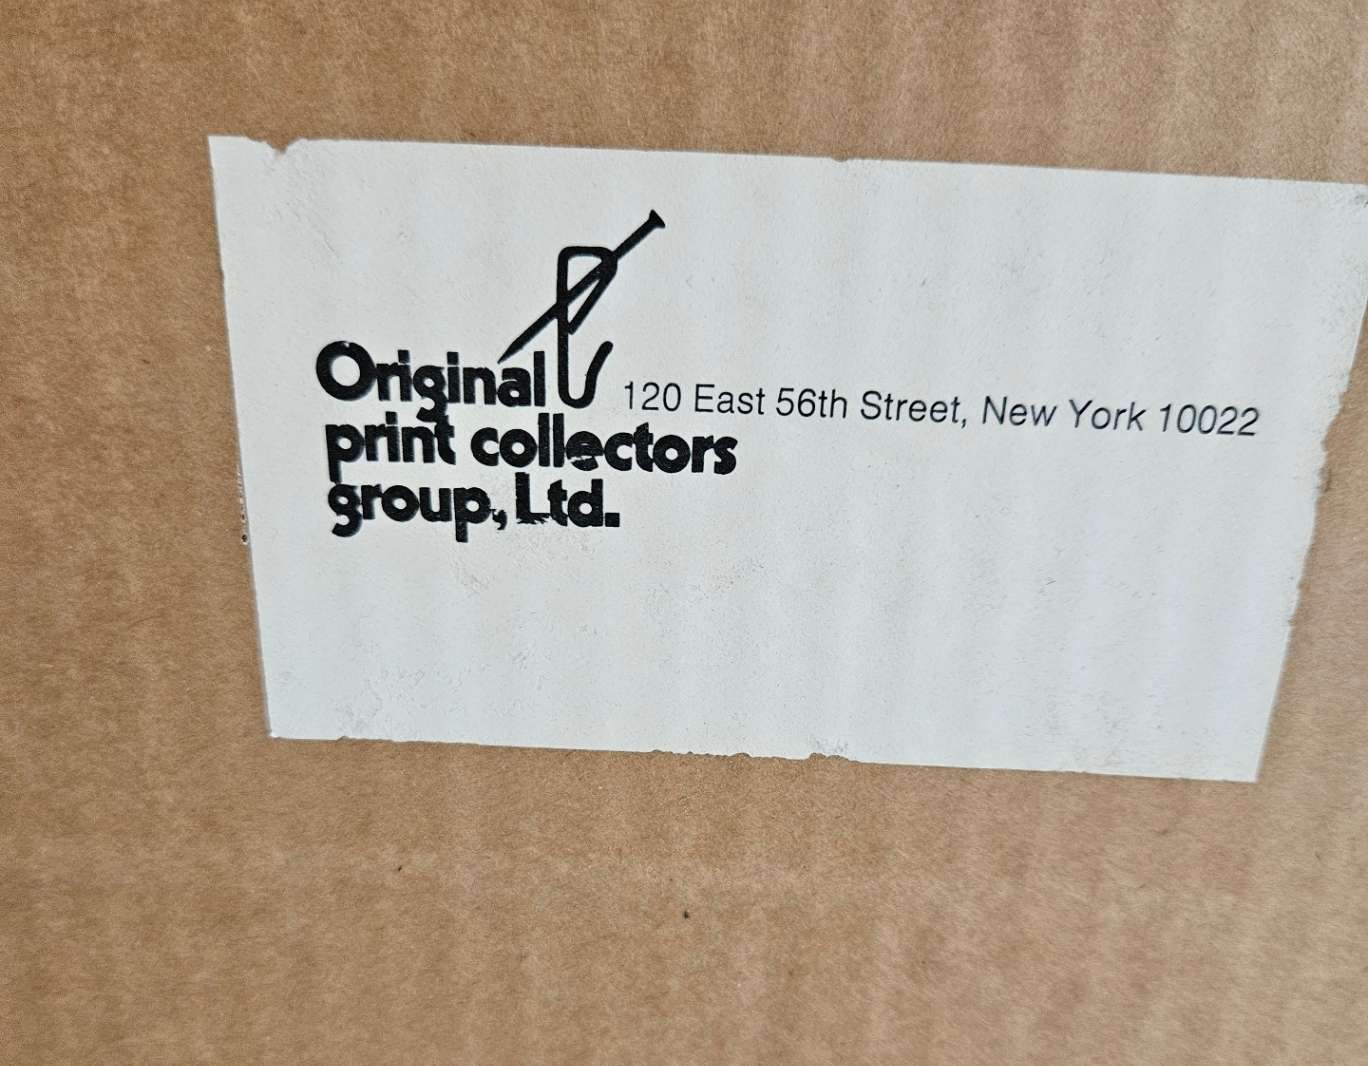 Original
120 East 56th Street, New York 10022
print collectors
group, Ltd.